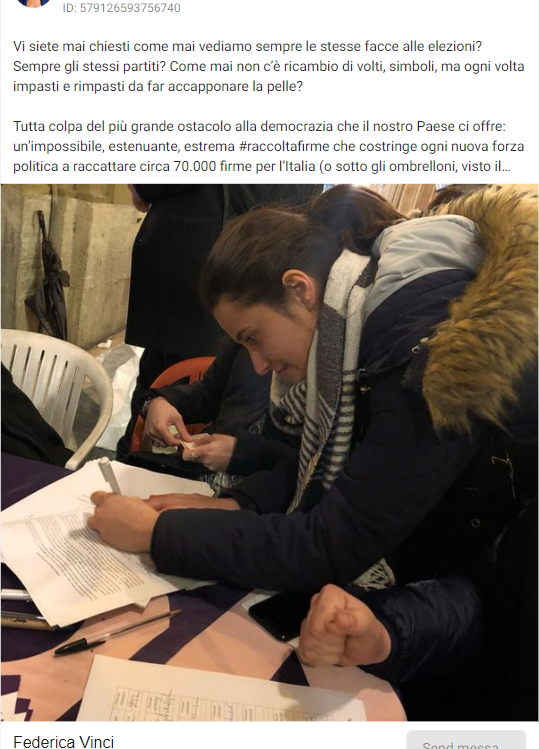 ID: 579126593756740
Vi siete mai chiesti come mai vediamo sempre le stesse facce alle elezioni?
Sempre gli stessi partiti? Come mai non c'è ricambio di volti, simboli, ma ogni volta
impasti e rimpasti da far accapponare la pelle?
Tutta colpa del più grande ostacolo alla democrazia che il nostro Paese ci offre:
un'impossibile, estenuante, estrema #raccoltafirme che costringe ogni nuova forza
politica a raccattare circa 70.000 firme per l'Italia (o sotto gli ombrelloni, visto il...
Federica Vinci
Send messa...